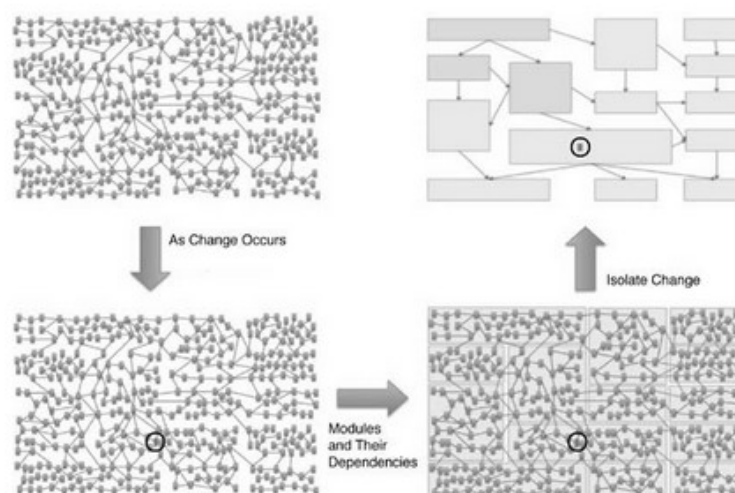 As Change Occurs
Isolate Change
Modules
and Their
Dependencies